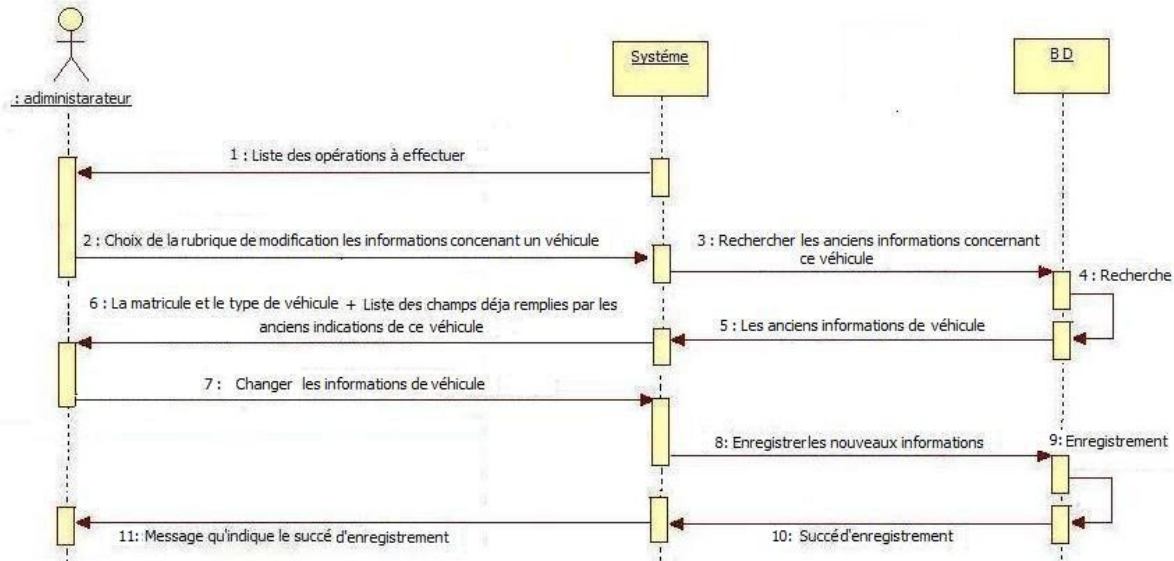 Systéme
B D
: adiministarateur
1 : Liste des opérations à effectuer
2 : Choix de la rubrique de modification les informations concenant un véhicule
3 : Rechercher les anciens informations concernant
ce véhicule
4 : Recherche
6 : La matricule et le type de véhicule + Liste des champs déja remplies par les
anciens indications de ce véhicule
5 : Les anciens informations de véhicule
7 : Changer les informations de véhicule
8: Enregistrerles nouveaux informations
9: Enregistrement
11: Message qu'indique le succé d'enregistrement
10: Succéd'enregistrement